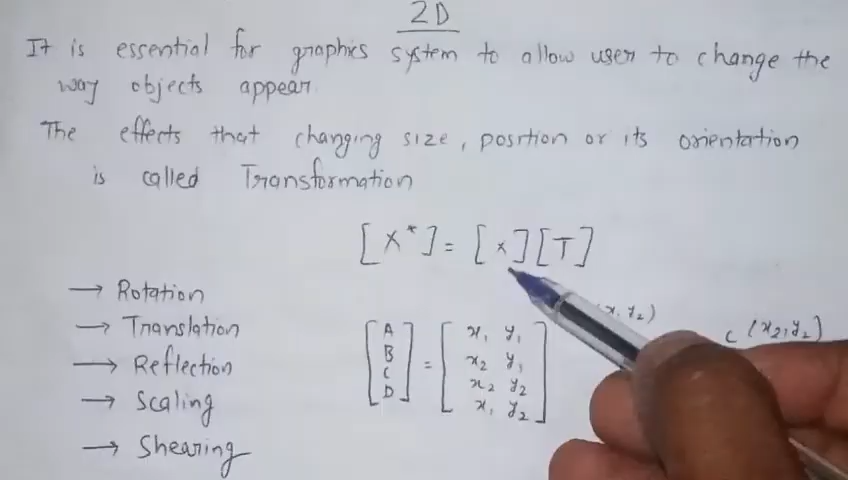 2D
It is essential for graphics system to allow user to change the
way objects appear.
The effects that changing size, position or its orientation
is called Transformation
[X*] = [x][T]
→ Rotation
→ Translation
→ Reflection
→ Scaling
→ Shearing
[A B C D] = [x₁ y₁
x₂ y₁
x₂ y₂
x₁ y₂]
y₂)
C (x₂, y₂)